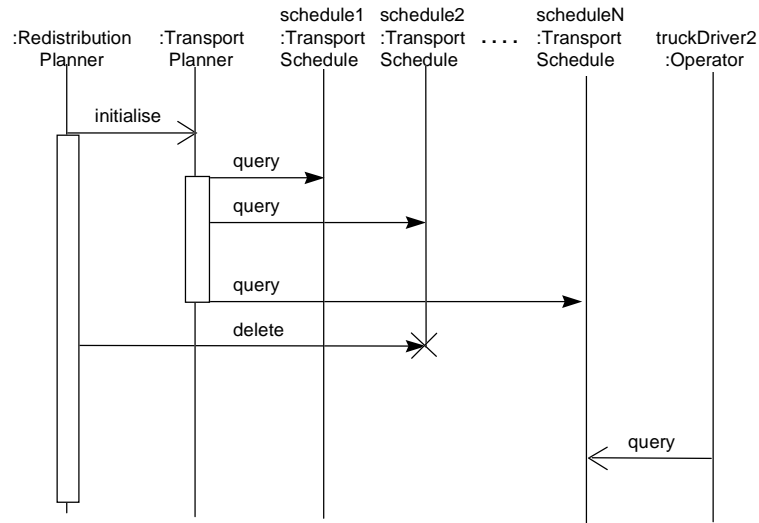 :Redistribution
Planner
:Transport
Planner
schedule1
:Transport
Schedule
schedule2
:Transport
Schedule
. . . .
scheduleN
:Transport
Schedule
truckDriver2
:Operator
initialise
query
query
query
delete
query